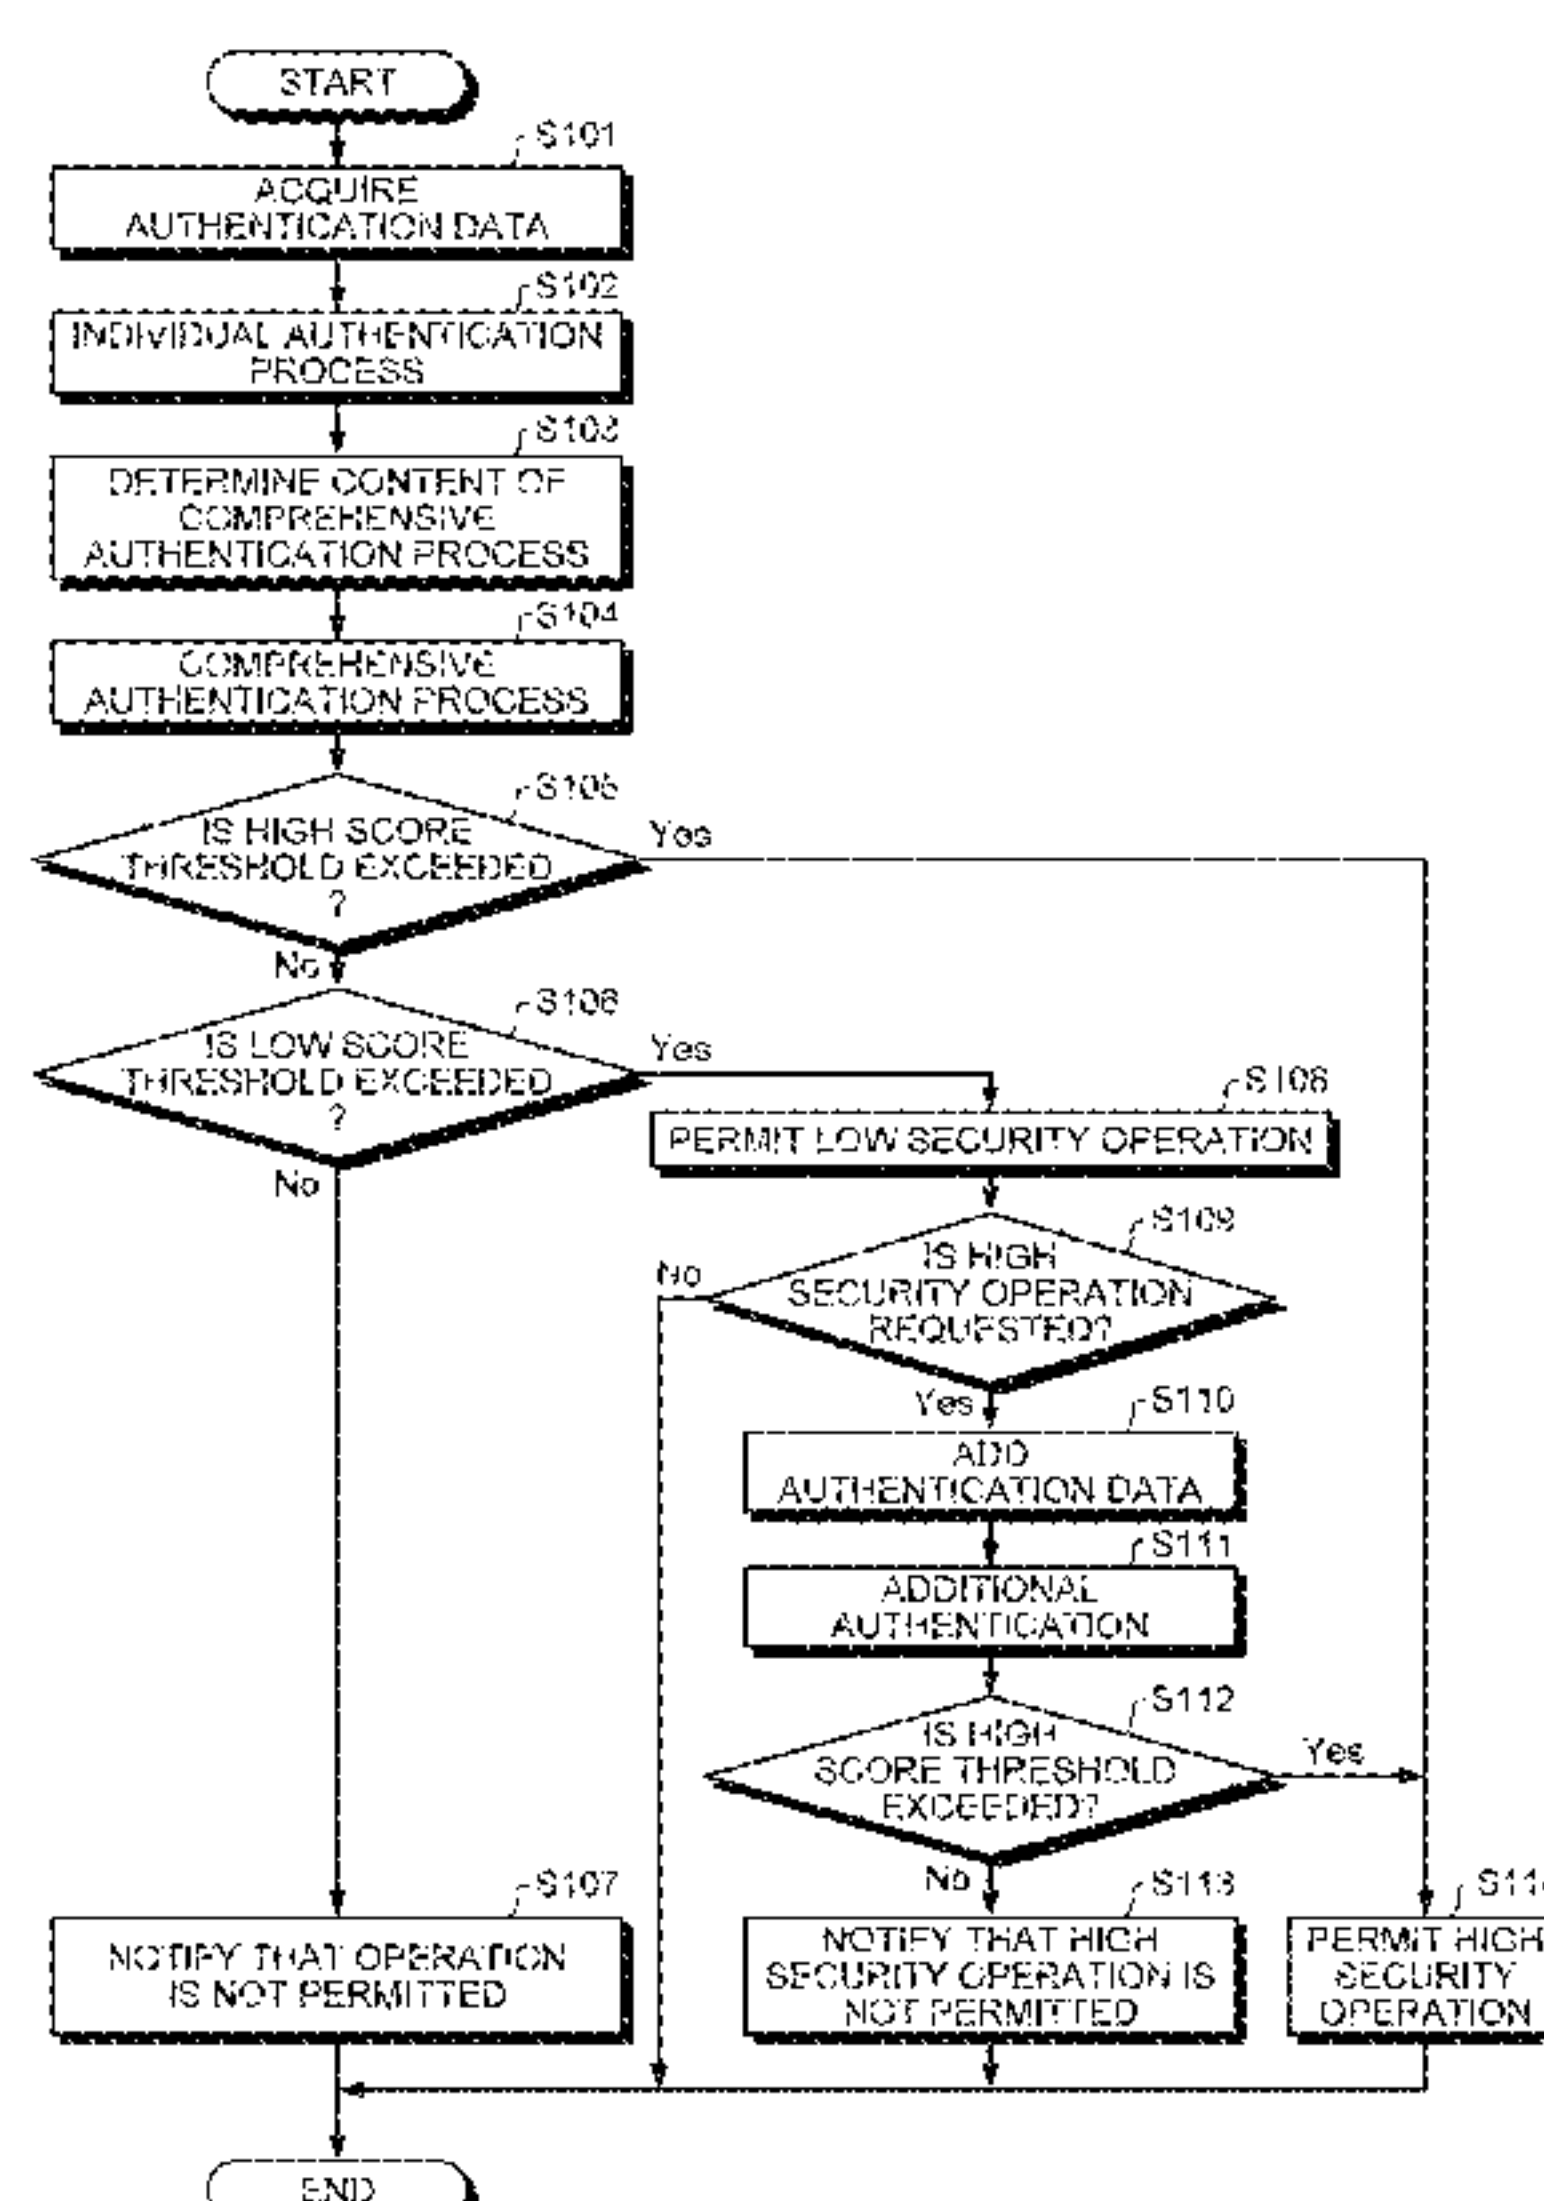 START
S101
ACQUIRE
AUTHENTICATION DATA
S102
INDIVIDUAL AUTHENTICATION
PROCESS
S103
DETERMINE CONTENT OF
COMPREHENSIVE
AUTHENTICATION PROCESS
S104
COMPREHENSIVE
AUTHENTICATION PROCESS
S105
IS HIGH SCORE
THRESHOLD EXCEEDED
?
Yes
No
S106
IS LOW SCORE
THRESHOLD EXCEEDED
?
Yes
No
S108
PERMIT LOW SECURITY OPERATION
S109
IS HIGH
SECURITY OPERATION
REQUESTED?
No
Yes
S110
ADD
AUTHENTICATION DATA
S111
ADDITIONAL
AUTHENTICATION
S112
IS HIGH
SCORE THRESHOLD
EXCEEDED?
Yes
No
S107
NOTIFY THAT OPERATION
IS NOT PERMITTED
S113
NOTIFY THAT HIGH
SECURITY OPERATION IS
NOT PERMITTED
PERMIT HIGH
SECURITY
OPERATION
END